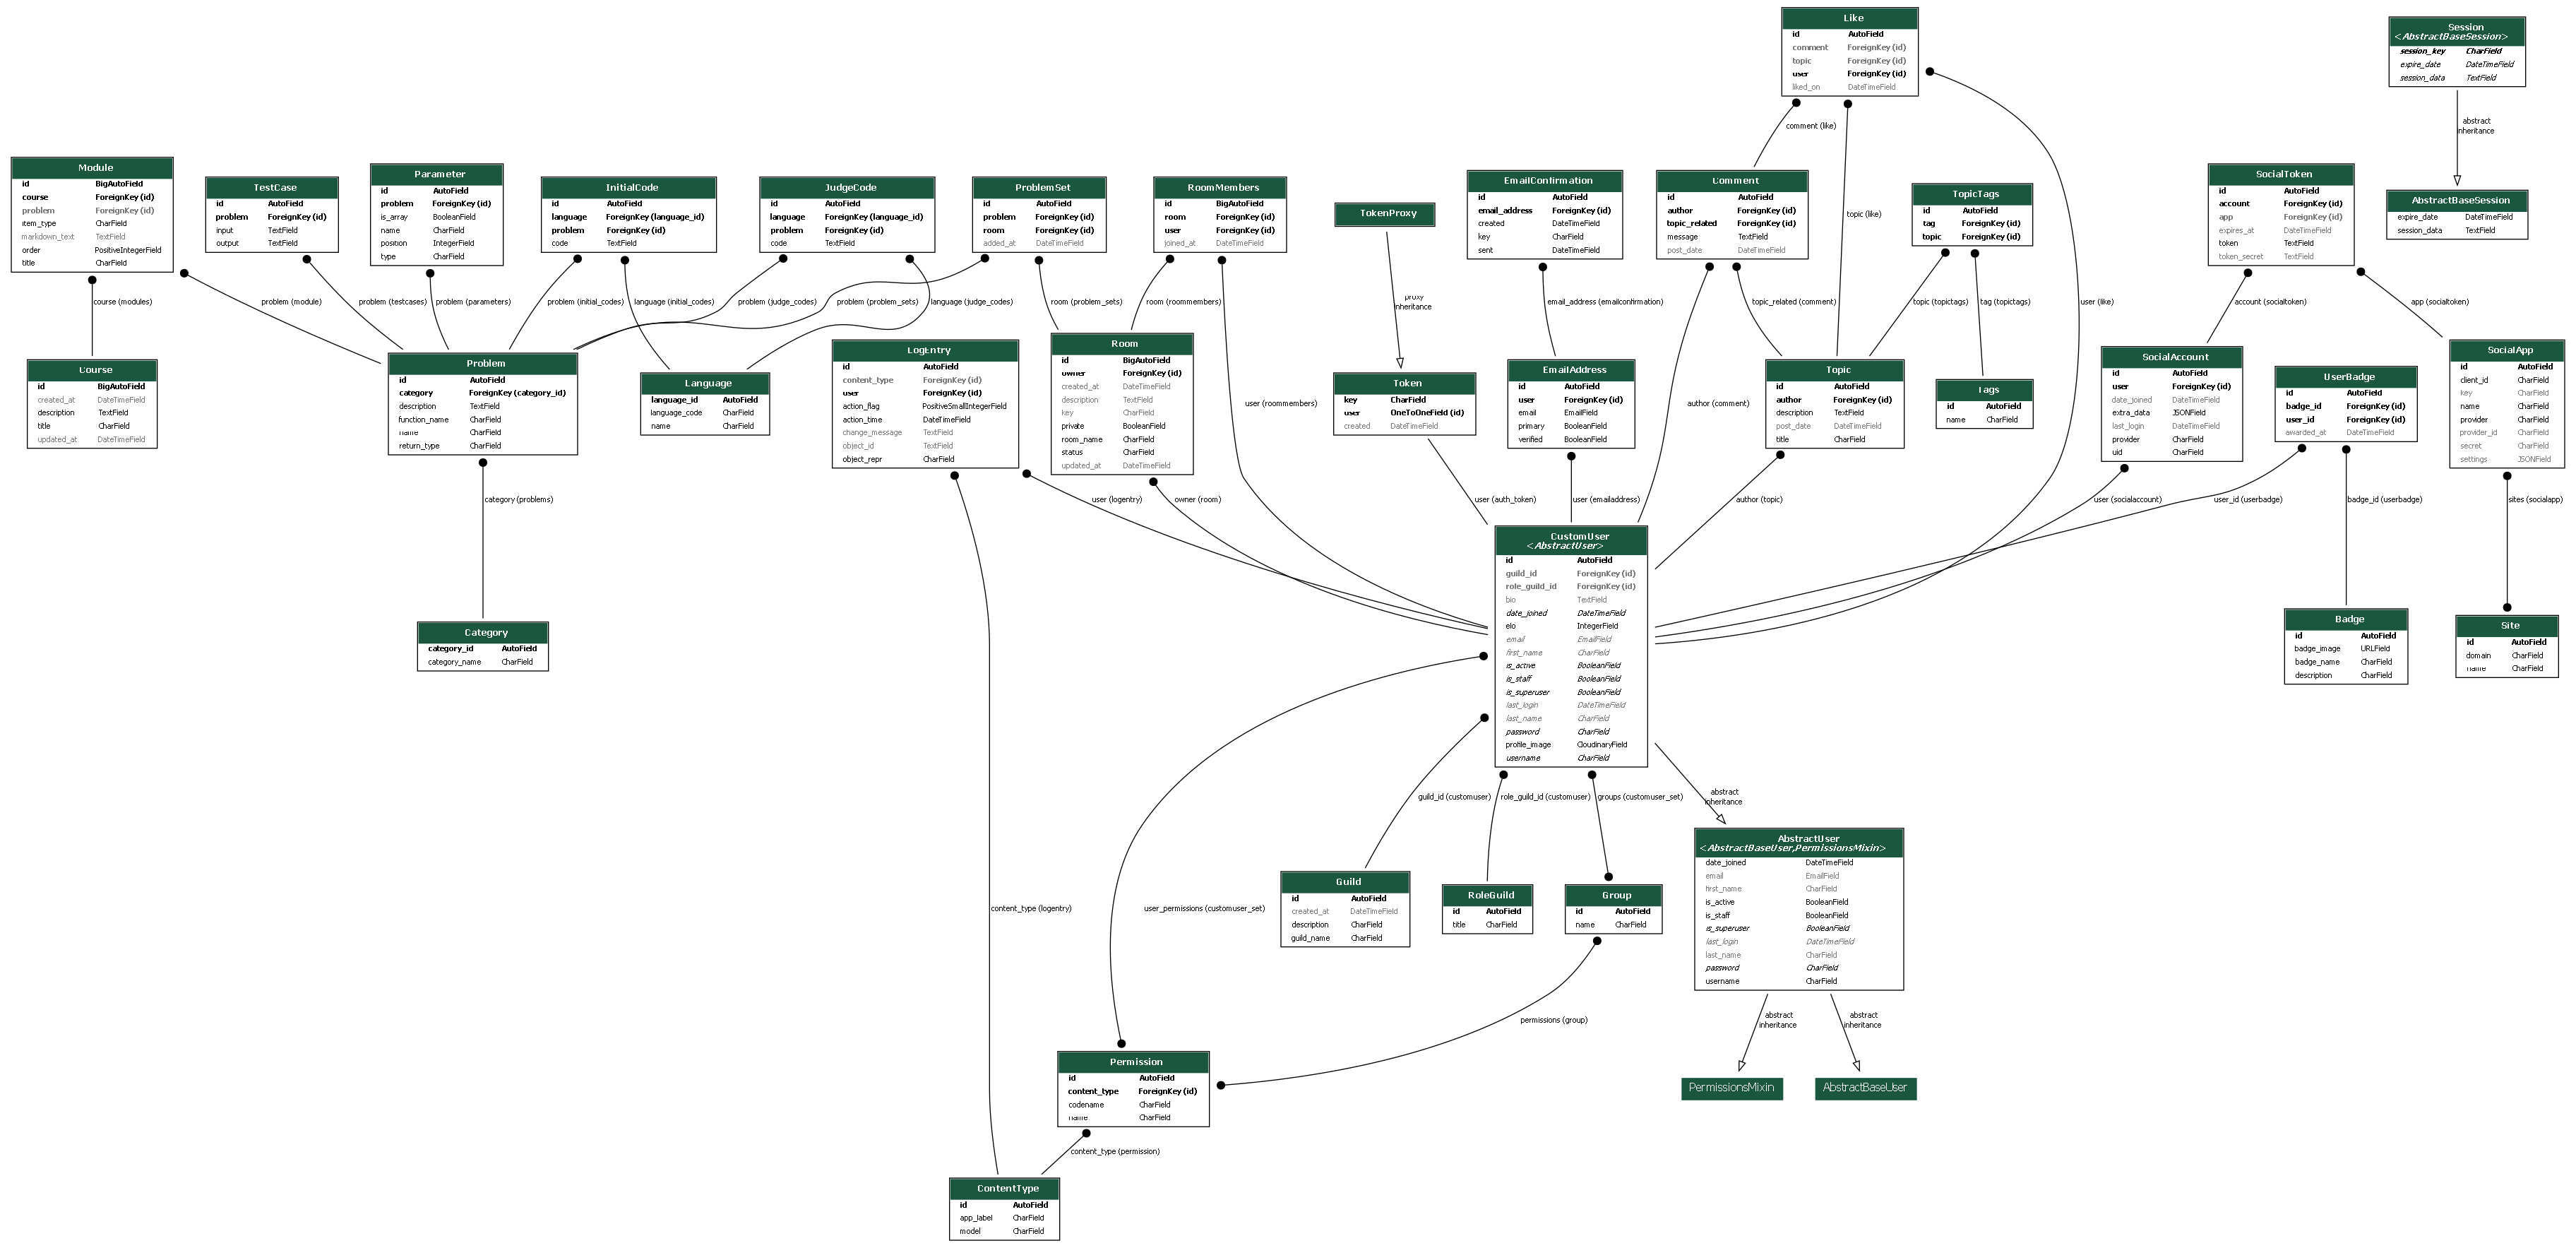 Like
id AutoField
comment ForeignKey (id)
topic ForeignKey (id)
user ForeignKey (id)
liked_on DateTimeField
Session
<AbstractBaseSession>
session_key CharField
expire_date DateTimeField
session_data TextField
comment (like)
topic (like)
user (like)
abstract
inheritance
Module
id BigAutoField
course ForeignKey (id)
problem ForeignKey (id)
item_type CharField
markdown_text TextField
order PositiveIntegerField
title CharField
TestCase
id AutoField
problem ForeignKey (id)
input TextField
output TextField
Parameter
id AutoField
problem ForeignKey (id)
is_array BooleanField
name CharField
position IntegerField
type CharField
InitialCode
id AutoField
language ForeignKey (language_id)
problem ForeignKey (id)
code TextField
JudgeCode
id AutoField
language ForeignKey (language_id)
problem ForeignKey (id)
code TextField
ProblemSet
id AutoField
problem ForeignKey (id)
room ForeignKey (id)
added_at DateTimeField
RoomMembers
id BigAutoField
room ForeignKey (id)
user ForeignKey (id)
joined_at DateTimeField
TokenProxy
EmailConfirmation
id AutoField
email_address ForeignKey (id)
created DateTimeField
key CharField
sent DateTimeField
Comment
id AutoField
author ForeignKey (id)
topic_related ForeignKey (id)
message TextField
post_date DateTimeField
TopicTags
id AutoField
tag ForeignKey (id)
topic ForeignKey (id)
SocialToken
id AutoField
account ForeignKey (id)
app ForeignKey (id)
expires_at DateTimeField
token TextField
token_secret TextField
AbstractBaseSession
expire_date DateTimeField
session_data TextField
course (modules)
problem (module)
problem (testcases)
problem (parameters)
problem (initial_codes)
language (initial_codes)
problem (judge_codes)
problem (problem_sets)
language (judge_codes)
room (problem_sets)
room (roommembers)
user (roommembers)
proxy
inheritance
email_address (emailconfirmation)
topic_related (comment)
author (comment)
topic (topictags)
tag (topictags)
account (socialtoken)
app (socialtoken)
Course
id BigAutoField
created_at DateTimeField
description TextField
title CharField
updated_at DateTimeField
Problem
id AutoField
category ForeignKey (category_id)
description TextField
function_name CharField
name CharField
return_type CharField
Language
language_id AutoField
language_code CharField
name CharField
LogEntry
id AutoField
content_type ForeignKey (id)
user ForeignKey (id)
action_flag PositiveSmallIntegerField
action_time DateTimeField
change_message TextField
object_id TextField
object_repr CharField
Room
id BigAutoField
owner ForeignKey (id)
created_at DateTimeField
description TextField
key CharField
private BooleanField
room_name CharField
status CharField
updated_at DateTimeField
Token
key CharField
user OneToOneField (id)
created DateTimeField
EmailAddress
id AutoField
user ForeignKey (id)
email EmailField
primary BooleanField
verified BooleanField
Topic
id AutoField
author ForeignKey (id)
description TextField
post_date DateTimeField
title CharField
Tags
id AutoField
name CharField
SocialAccount
id AutoField
user ForeignKey (id)
date_joined DateTimeField
extra_data JSONField
last_login DateTimeField
provider CharField
uid CharField
UserBadge
id AutoField
badge_id ForeignKey (id)
user_id ForeignKey (id)
awarded_at DateTimeField
SocialApp
id AutoField
client_id CharField
key CharField
name CharField
provider CharField
provider_id CharField
secret CharField
settings JSONField
category (problems)
user (logentry)
owner (room)
user (auth_token)
user (emailaddress)
author (topic)
user (socialaccount)
user_id (userbadge)
badge_id (userbadge)
sites (socialapp)
Category
category_id AutoField
category_name CharField
CustomUser
<AbstractUser>
id AutoField
guild_id ForeignKey (id)
role_guild_id ForeignKey (id)
bio TextField
date_joined DateTimeField
elo IntegerField
email EmailField
first_name CharField
is_active BooleanField
is_staff BooleanField
is_superuser BooleanField
last_login DateTimeField
last_name CharField
password CharField
profile_image CloudinaryField
username CharField
Badge
id AutoField
badge_image URLField
badge_name CharField
description CharField
Site
id AutoField
domain CharField
name CharField
guild_id (customuser)
role_guild_id (customuser)
groups (customuser_set)
abstract
inheritance
content_type (logentry)
user_permissions (customuser_set)
Guild
id AutoField
created_at DateTimeField
description CharField
guild_name CharField
RoleGuild
id AutoField
title CharField
Group
id AutoField
name CharField
AbstractUser
<AbstractBaseUser,PermissionsMixin>
date_joined DateTimeField
email EmailField
first_name CharField
is_active BooleanField
is_staff BooleanField
is_superuser BooleanField
last_login DateTimeField
last_name CharField
password CharField
username CharField
permissions (group)
abstract
inheritance
abstract
inheritance
Permission
id AutoField
content_type ForeignKey (id)
codename CharField
name CharField
PermissionsMixin
AbstractBaseUser
content_type (permission)
ContentType
id AutoField
app_label CharField
model CharField